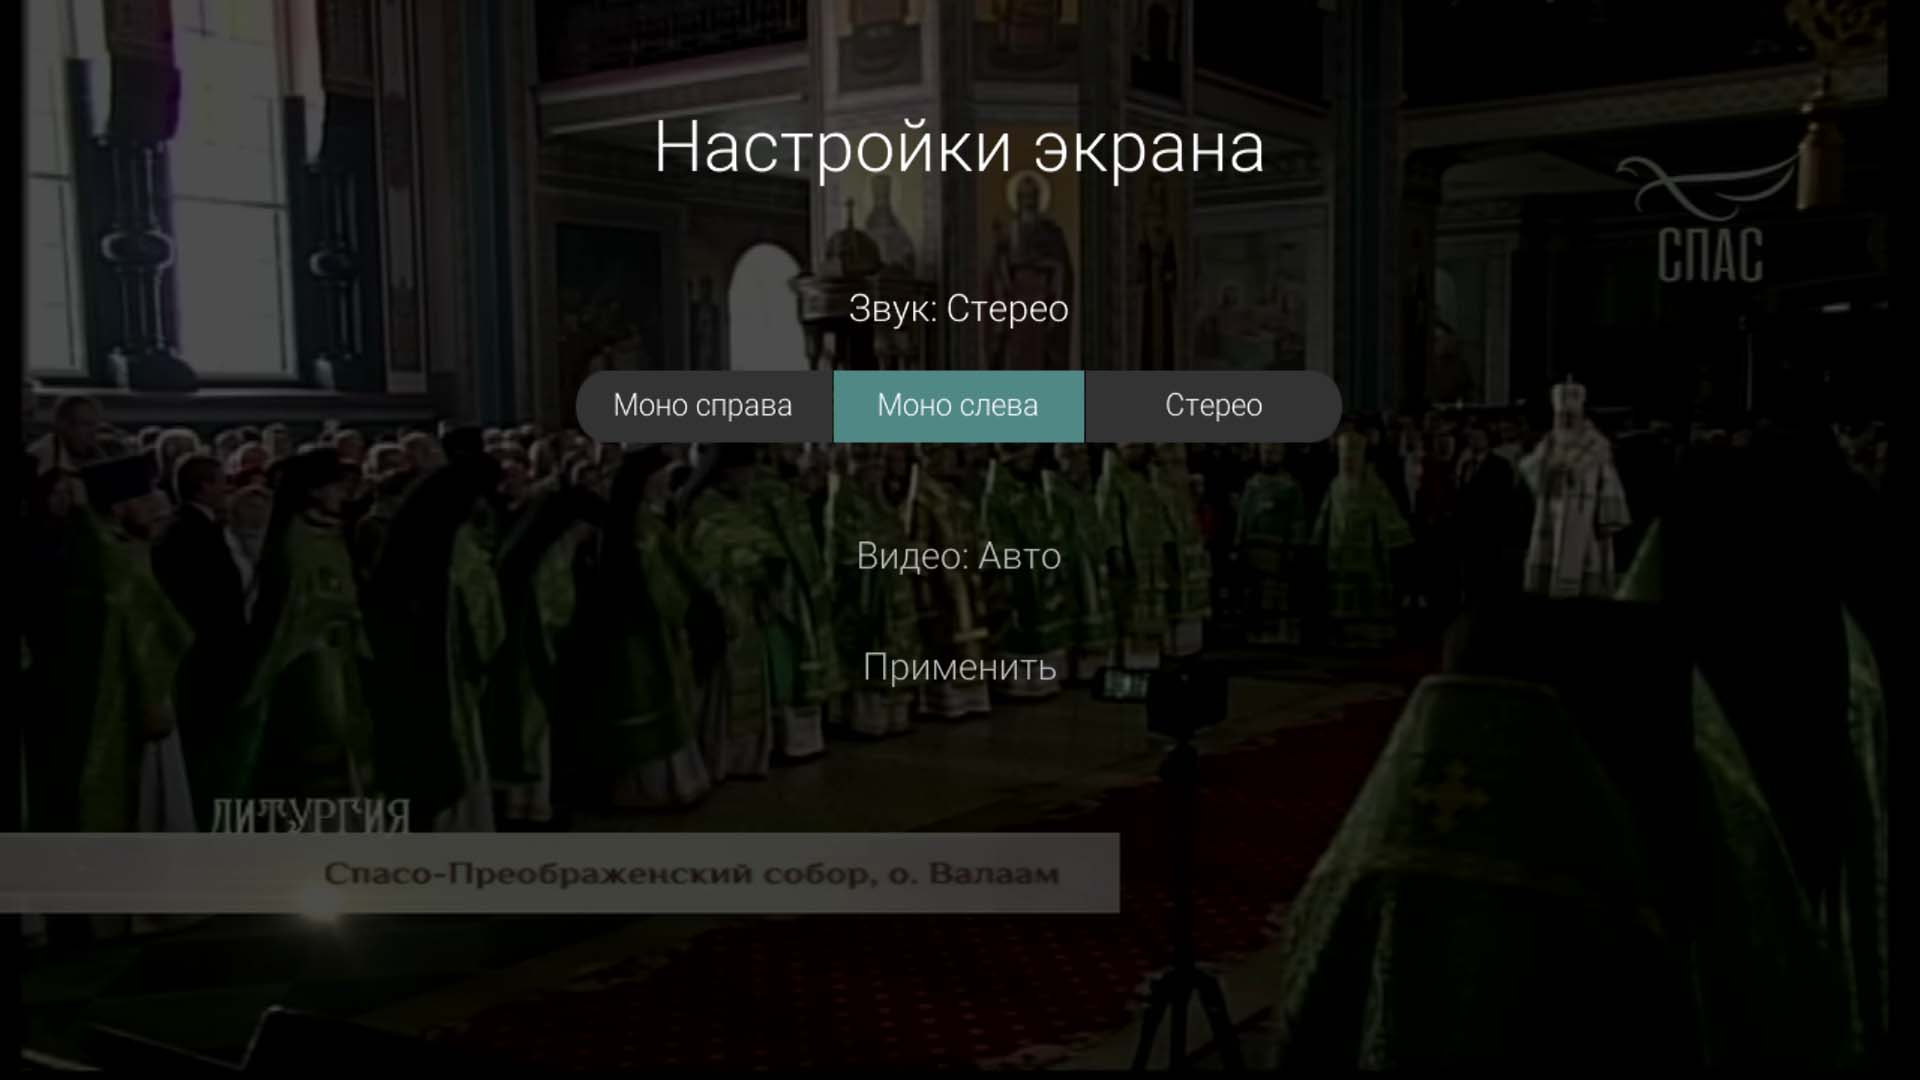 Настройки экрана
СПАС
Звук: Стерео
Моно справа
Моно слева
Стерео
Видео: Авто
Применить
ЛИТУРГИЯ
Спасо-Преображенский собор, о. Валаам